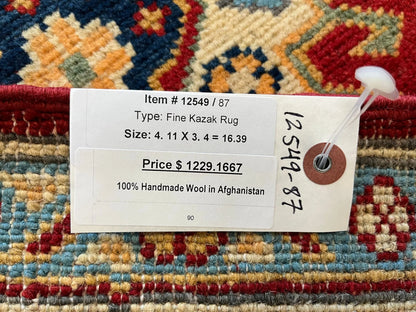 Item # 12549 / 87
Type: Fine Kazak Rug
Size: 4. 11 X 3. 4 = 16.39
Price $ 1229.1667
100% Handmade Wool in Afghanistan
90
12549-87